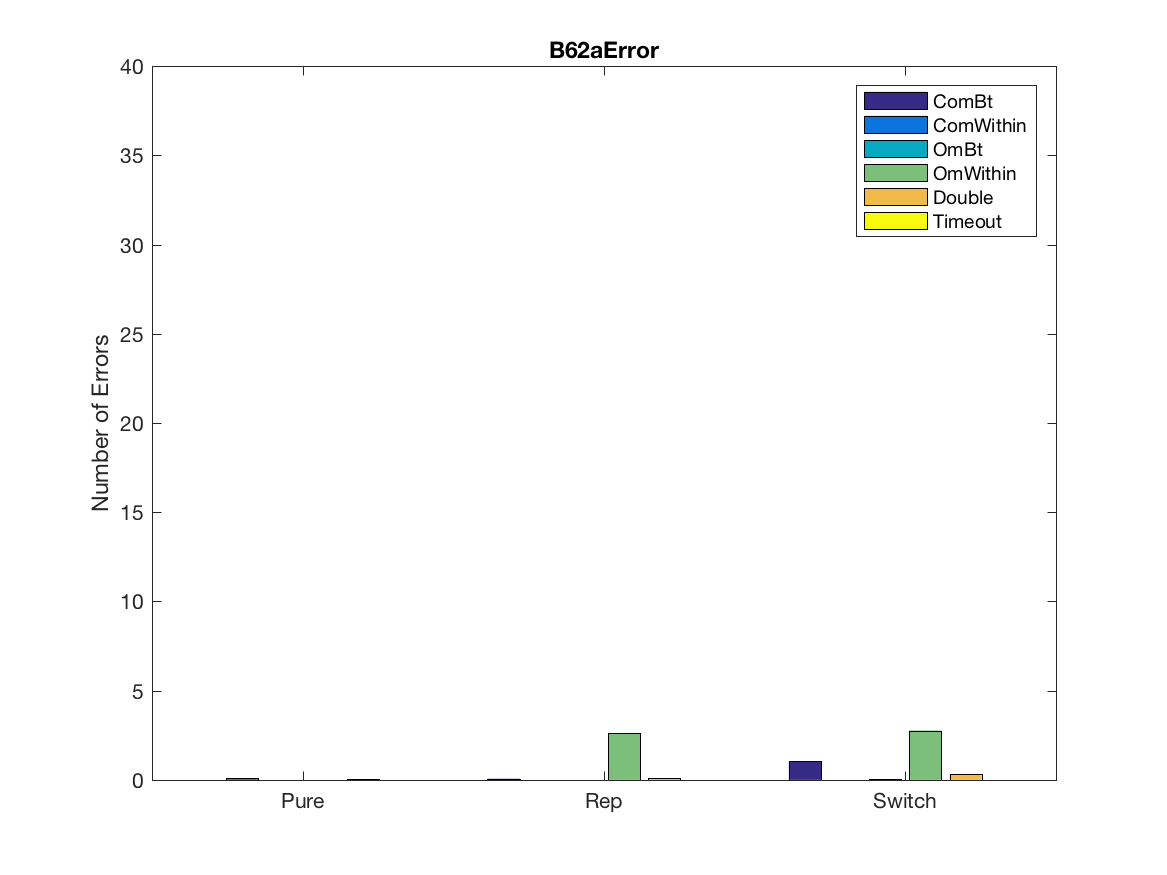 B62aError
40
35
30
25
20
15
10
5
0
Number of Errors
ComBt
ComWithin
OmBt
OmWithin
Double
Timeout
Pure
Rep
Switch